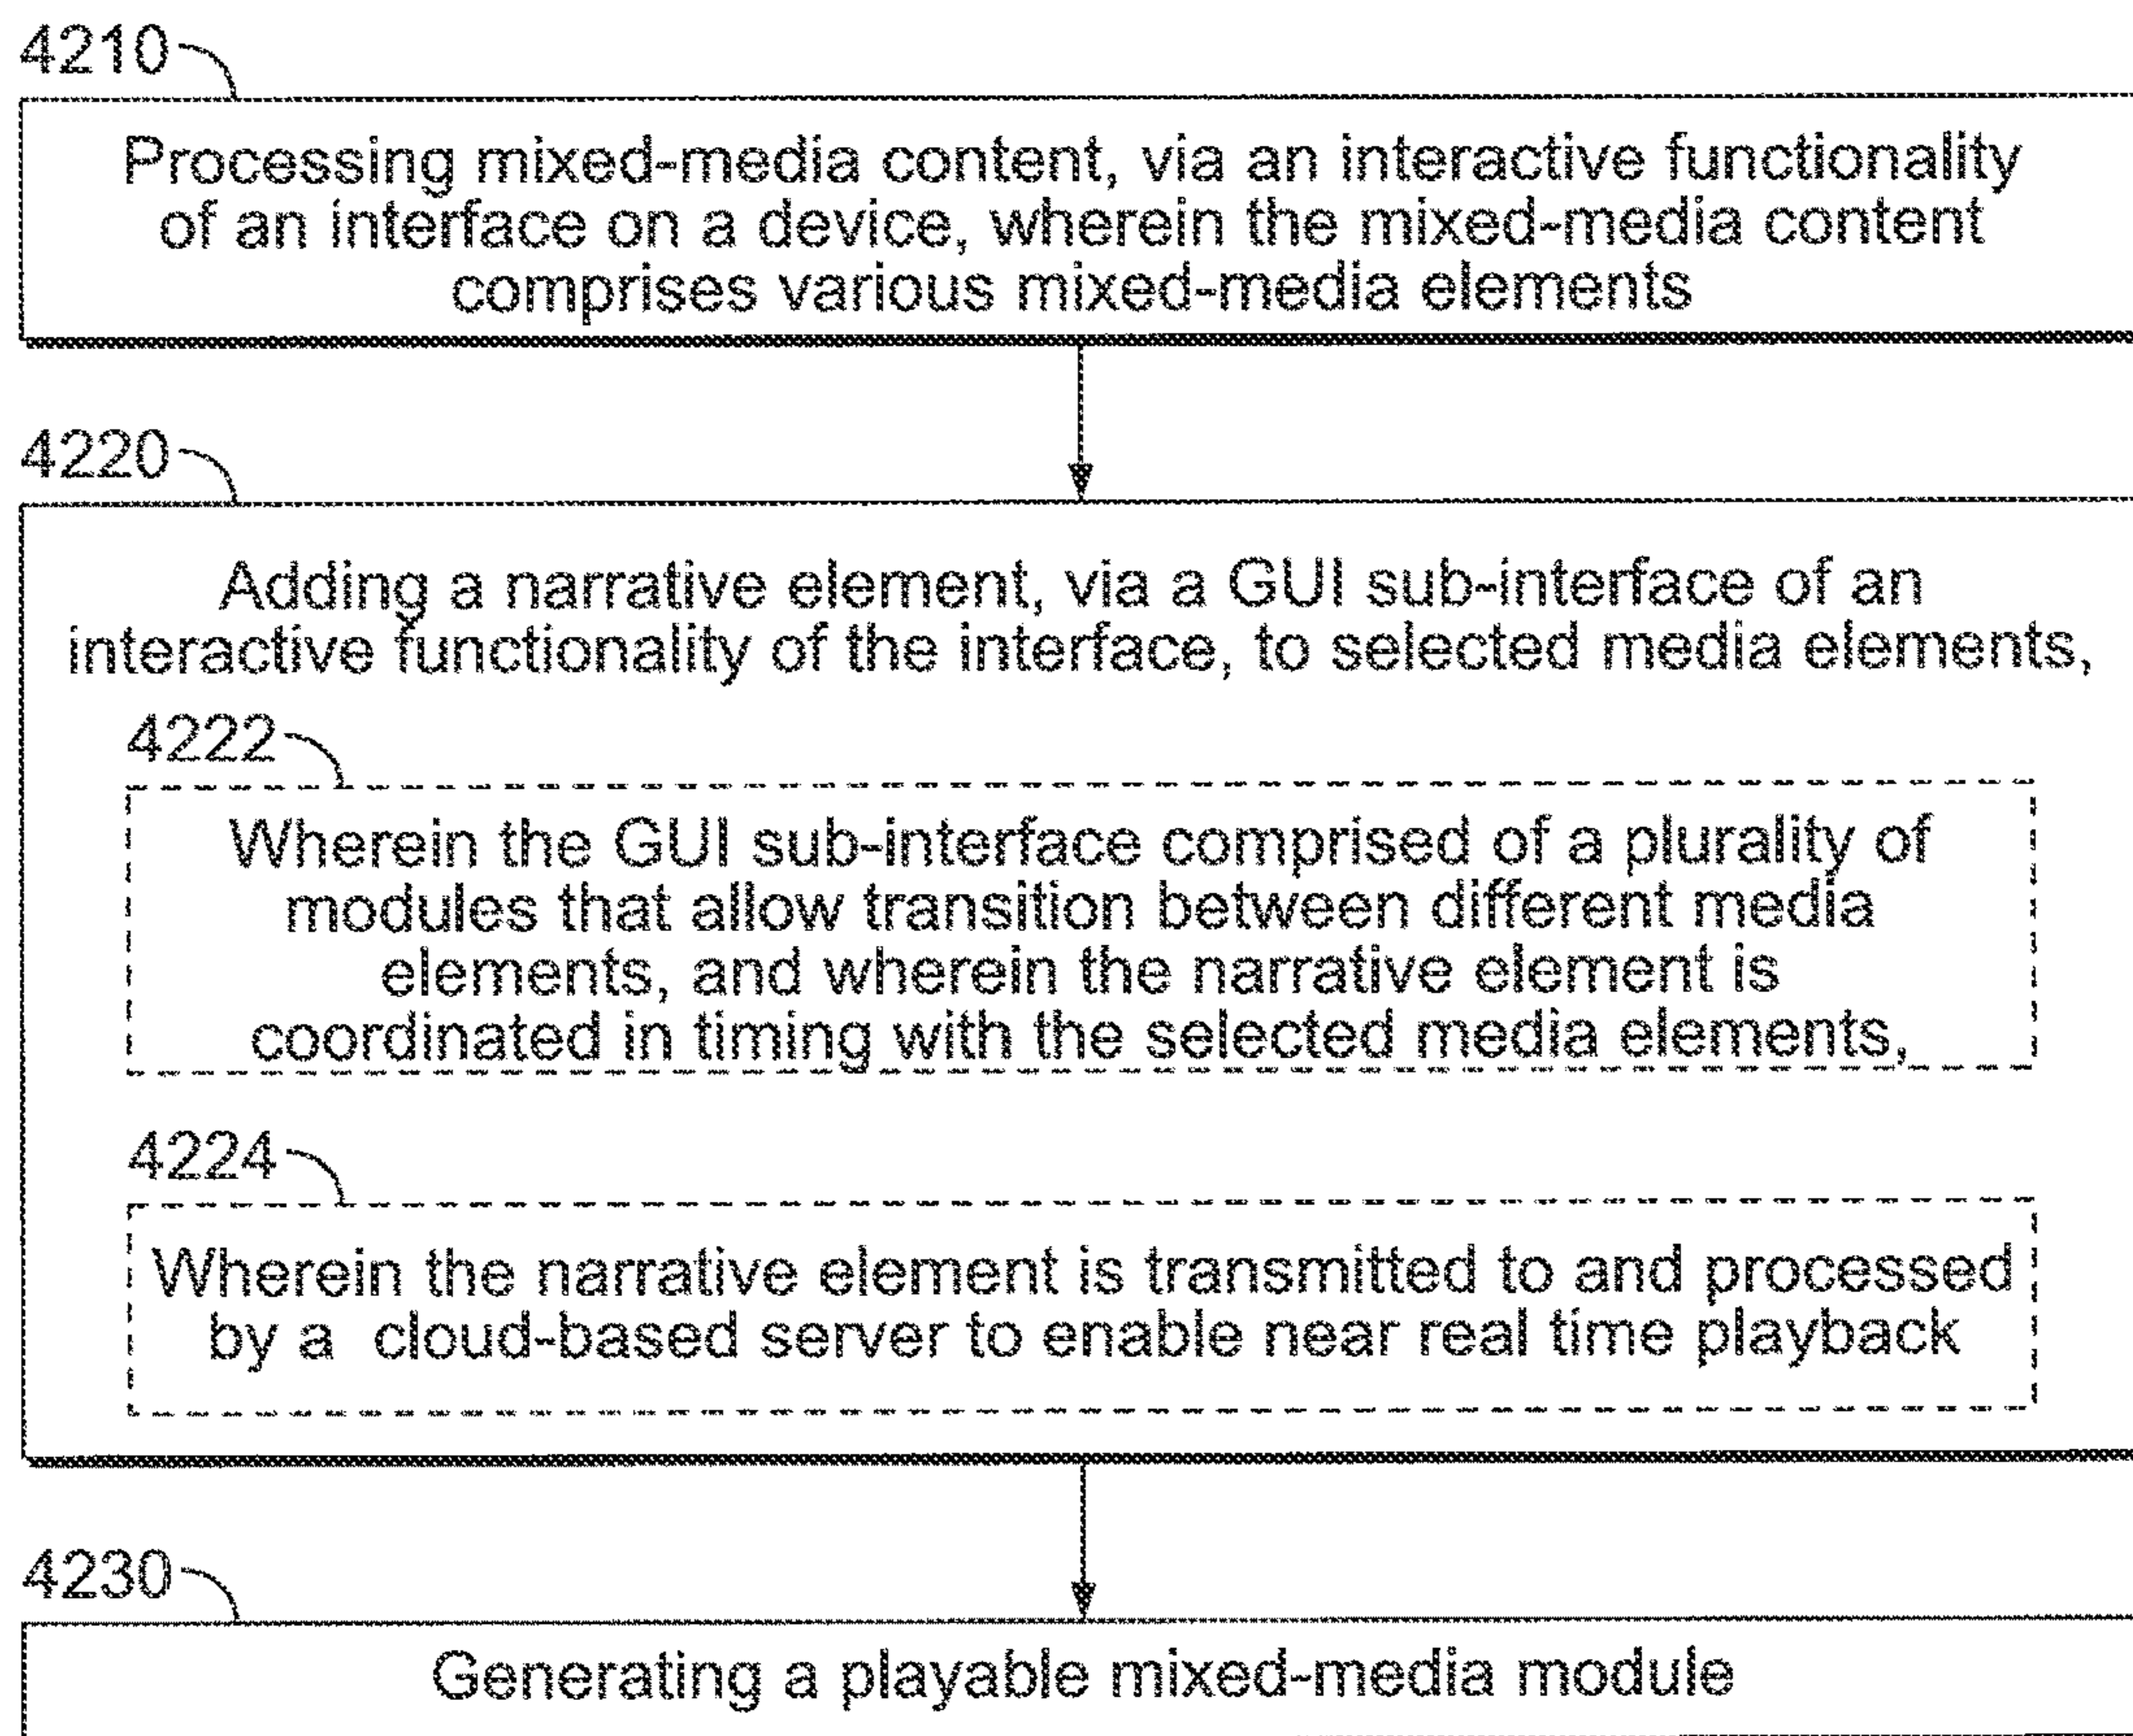 4210
Processing mixed-media content, via an interactive functionality
of an interface on a device, wherein the mixed-media content
comprises various mixed-media elements
4220
Adding a narrative element, via a GUI sub-interface of an
interactive functionality of the interface, to selected media elements,
4222
Wherein the GUI sub-interface comprised of a plurality of
modules that allow transition between different media
elements, and wherein the narrative element is
coordinated in timing with the selected media elements,
4224
Wherein the narrative element is transmitted to and processed
by a cloud-based server to enable near real time playback
4230
Generating a playable mixed-media module